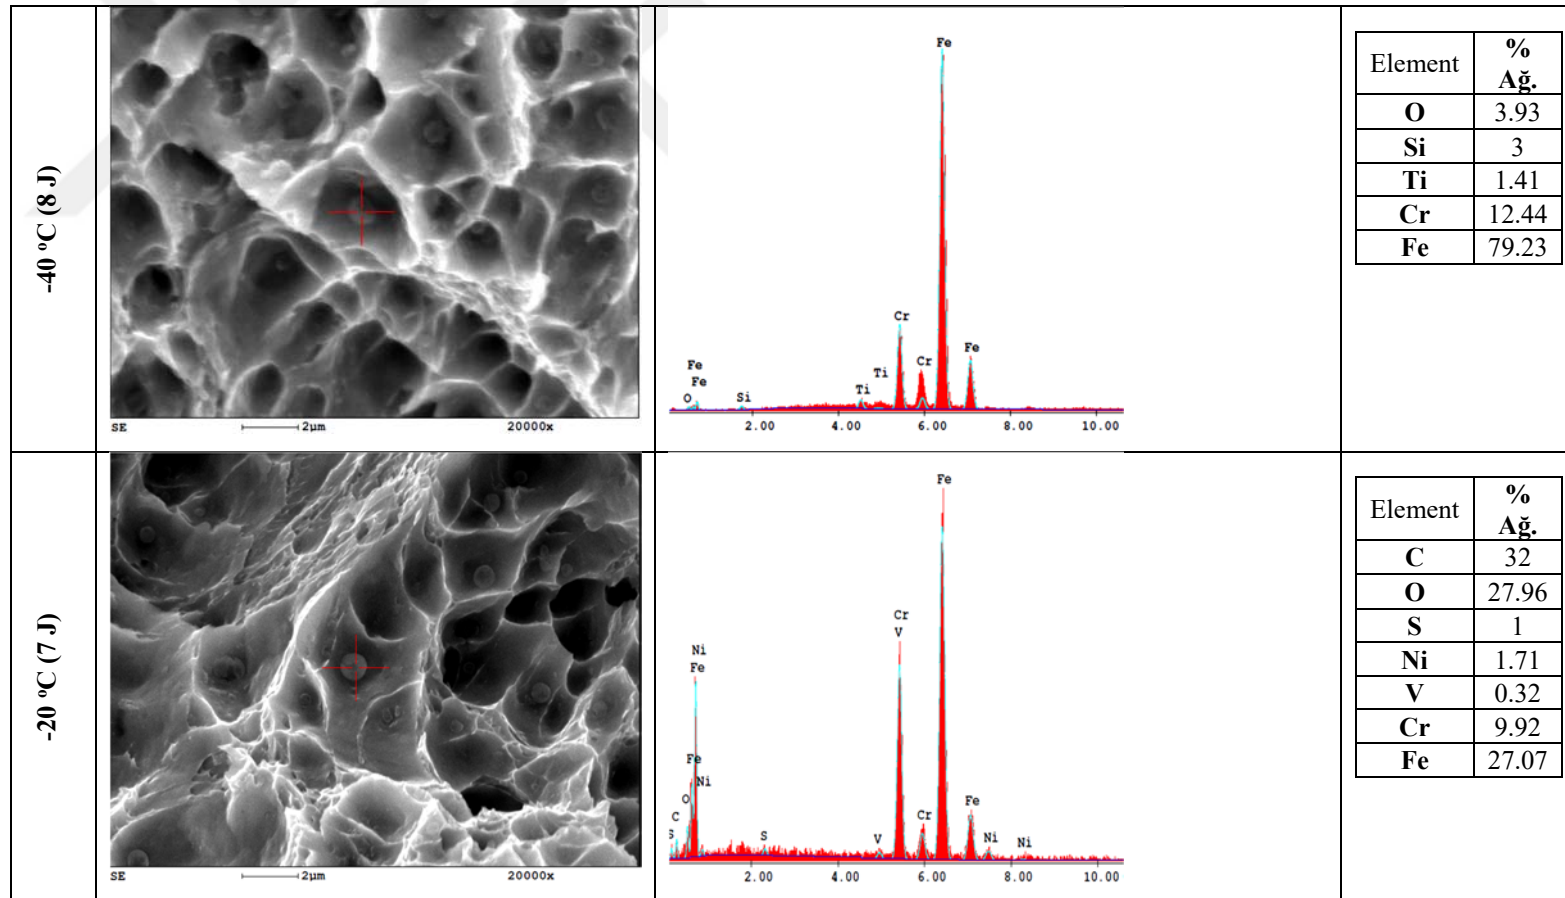 -40 °C (8 J)
SE 2µm 20000x
Fe
Cr
Cr
Fe
Fe
Fe
O
Si
Ti
Ti
2.00 4.00 6.00 8.00 10.00
Element % Ağ.
O 3.93
Si 3
Ti 1.41
Cr 12.44
Fe 79.23
-20 °C (7 J)
SE 2µm 20000x
Fe
Cr
V
Ni
Fe
Fe
Ni
O
C
S
S
V
Cr
Fe
Ni
Ni
2.00 4.00 6.00 8.00 10.00
Element % Ağ.
C 32
O 27.96
S 1
Ni 1.71
V 0.32
Cr 9.92
Fe 27.07